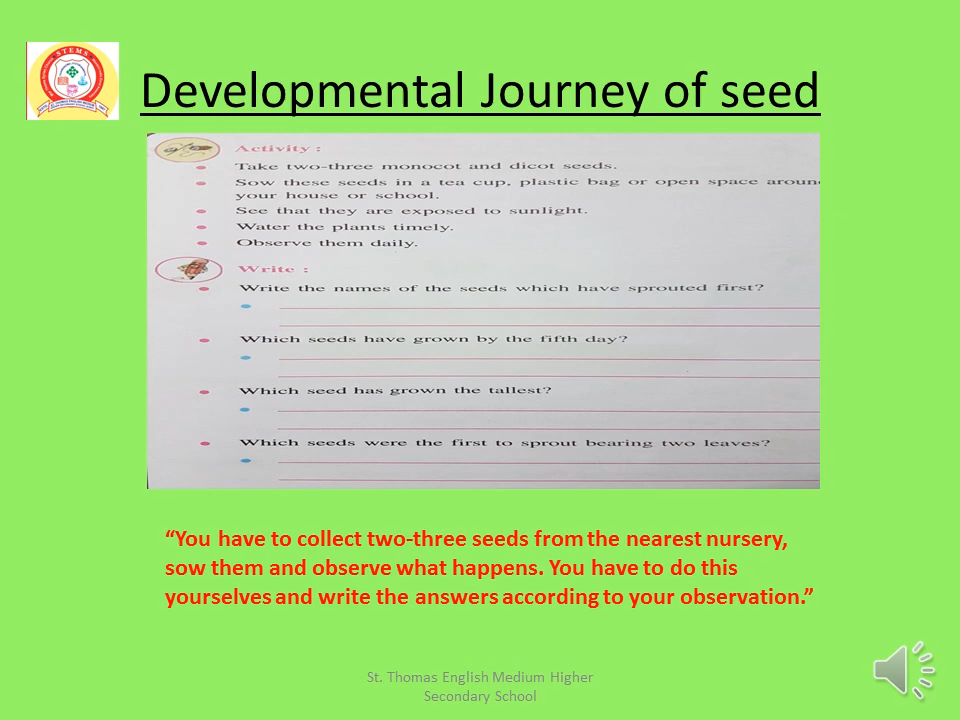 STEMS
Developmental Journey of seed
Activity :
Take two-three monocot and dicot seeds.
Sow these seeds in a tea cup, plastic bag or open space aroun
your house or school.
See that they are exposed to sunlight.
Water the plants timely.
Observe them daily.
Write :
Write the names of the seeds which have sprouted first?
Which seeds have grown by the fifth day?
Which seed has grown the tallest?
Which seeds were the first to sprout bearing two leaves?
“You have to collect two-three seeds from the nearest nursery,
sow them and observe what happens. You have to do this
yourselves and write the answers according to your observation.”
St. Thomas English Medium Higher
Secondary School